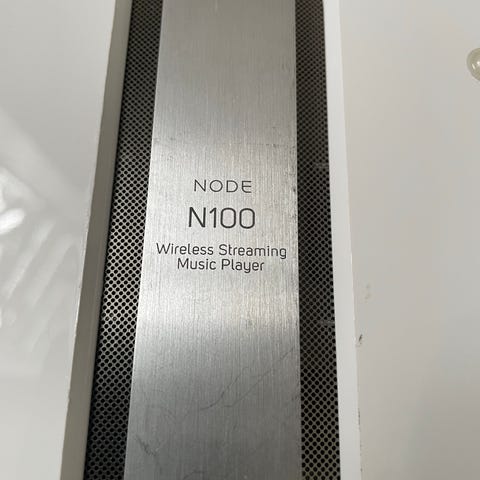 NODE
N100
Wireless Streaming
Music Player